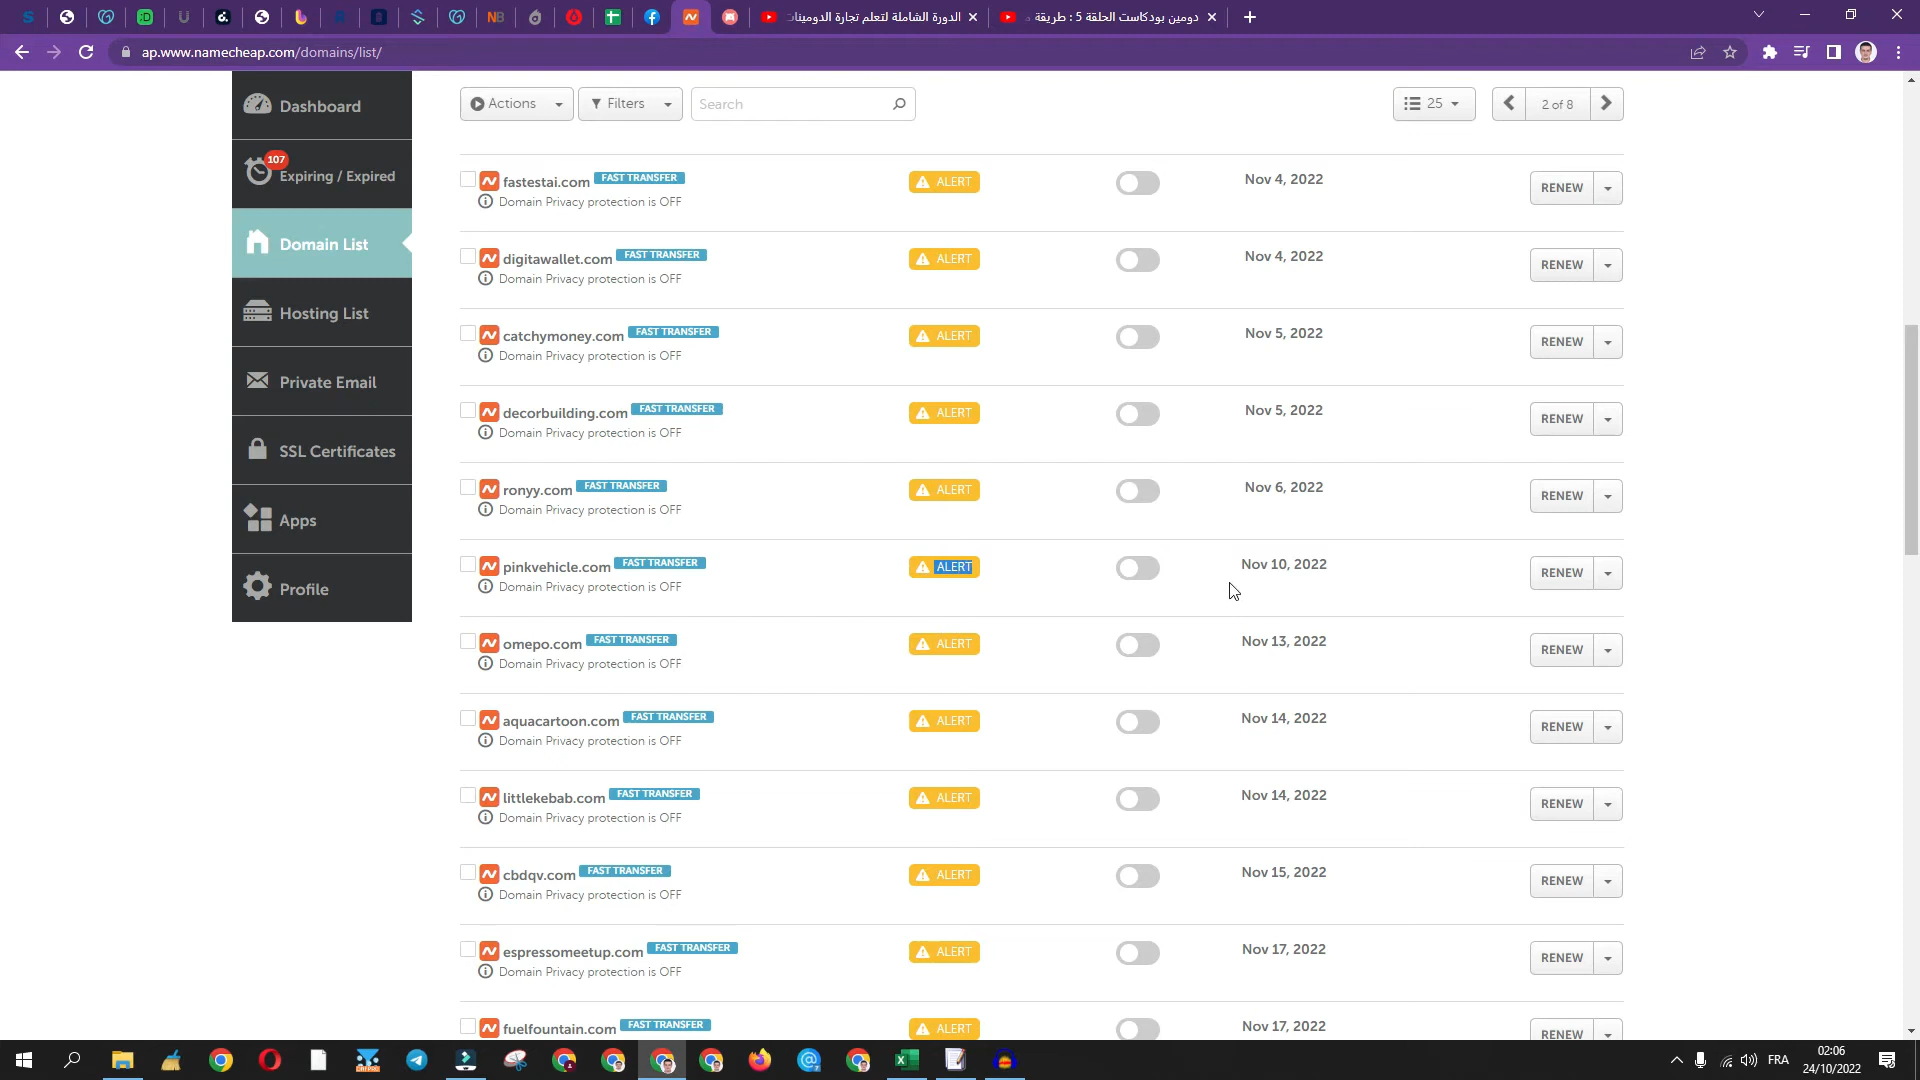 الدورة الشاملة لتعلم تجارة الدومينات
دومين بودكاست الحلقة 5 : طريقة
ap.www.namecheap.com/domains/list/
Dashboard
107
Expiring / Expired
Domain List
Hosting List
Private Email
SSL Certificates
Apps
Profile
Actions Filters Search 25 2 of 8
fastestai.com FAST TRANSFER ALERT Nov 4, 2022 RENEW
Domain Privacy protection is OFF
digitawallet.com FAST TRANSFER ALERT Nov 4, 2022 RENEW
Domain Privacy protection is OFF
catchymoney.com FAST TRANSFER ALERT Nov 5, 2022 RENEW
Domain Privacy protection is OFF
decorbuilding.com FAST TRANSFER ALERT Nov 5, 2022 RENEW
Domain Privacy protection is OFF
ronyy.com FAST TRANSFER ALERT Nov 6, 2022 RENEW
Domain Privacy protection is OFF
pinkvehicle.com FAST TRANSFER ALERT Nov 10, 2022 RENEW
Domain Privacy protection is OFF
omepo.com FAST TRANSFER ALERT Nov 13, 2022 RENEW
Domain Privacy protection is OFF
aquacartoon.com FAST TRANSFER ALERT Nov 14, 2022 RENEW
Domain Privacy protection is OFF
littlekebab.com FAST TRANSFER ALERT Nov 14, 2022 RENEW
Domain Privacy protection is OFF
cbdqv.com FAST TRANSFER ALERT Nov 15, 2022 RENEW
Domain Privacy protection is OFF
espressomeetup.com FAST TRANSFER ALERT Nov 17, 2022 RENEW
Domain Privacy protection is OFF
fuelfountain.com FAST TRANSFER ALERT Nov 17, 2022 RENEW
FRA
02:06
24/10/2022